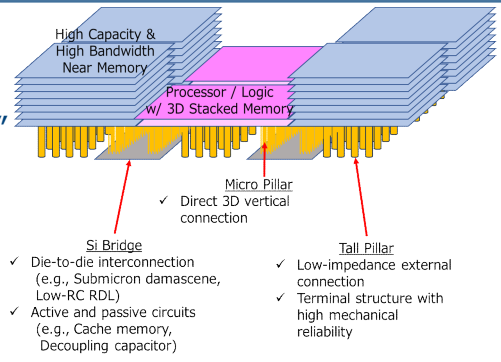 High Capacity &
High Bandwidth
Near Memory
Processor / Logic
w/ 3D Stacked Memory
”
Micro Pillar
✓ Direct 3D vertical
connection
Si Bridge
✓ Die-to-die interconnection
(e.g., Submicron damascene,
Low-RC RDL)
✓ Active and passive circuits
(e.g., Cache memory,
Decoupling capacitor)
Tall Pillar
✓ Low-impedance external
connection
✓ Terminal structure with
high mechanical
reliability